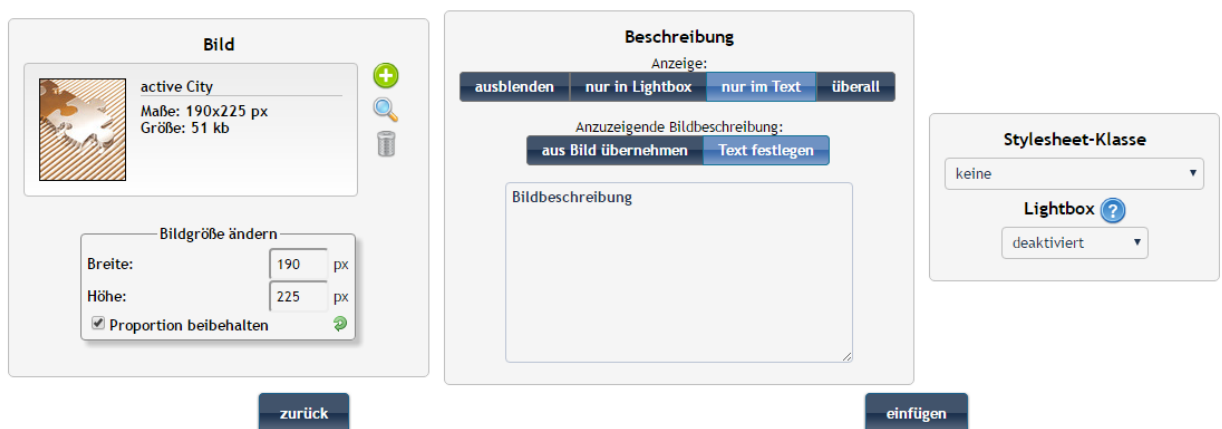 Bild
active City
Maße: 190x225 px
Größe: 51 kb
Bildgröße ändern
Breite: 190 px
Höhe: 225 px
Proportion beibehalten
Beschreibung
Anzeige:
ausblenden nur in Lightbox nur im Text überall
Anzuzeigende Bildbeschreibung:
aus Bild übernehmen Text festlegen
Bildbeschreibung
Stylesheet-Klasse
keine
Lightbox ?
deaktiviert
zurück einfügen